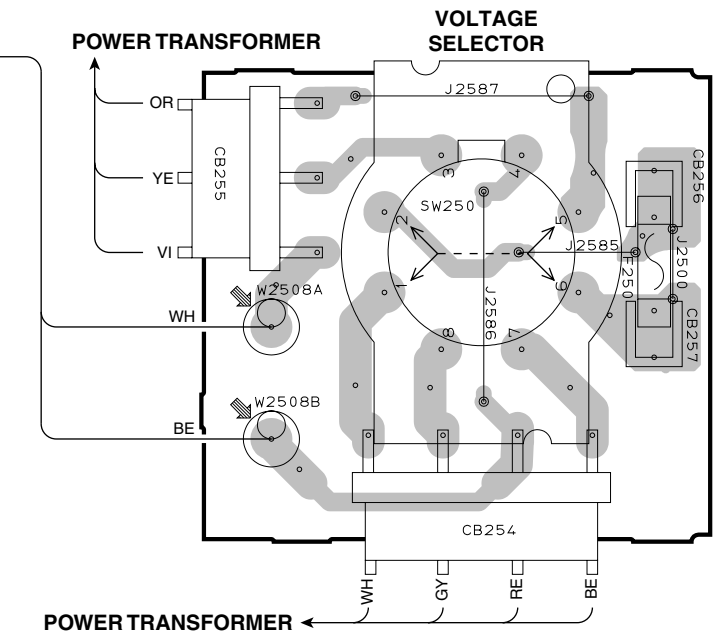 VOLTAGE
SELECTOR
POWER TRANSFORMER
J2587
OR
YE
VI
CB255
CB256
3
4
SW250
2
5
J2585
J2500
F250
1
6
J2586
W2508A
WH
CB257
8
7
W2508B
BE
CB254
WH
GY
RE
BE
POWER TRANSFORMER